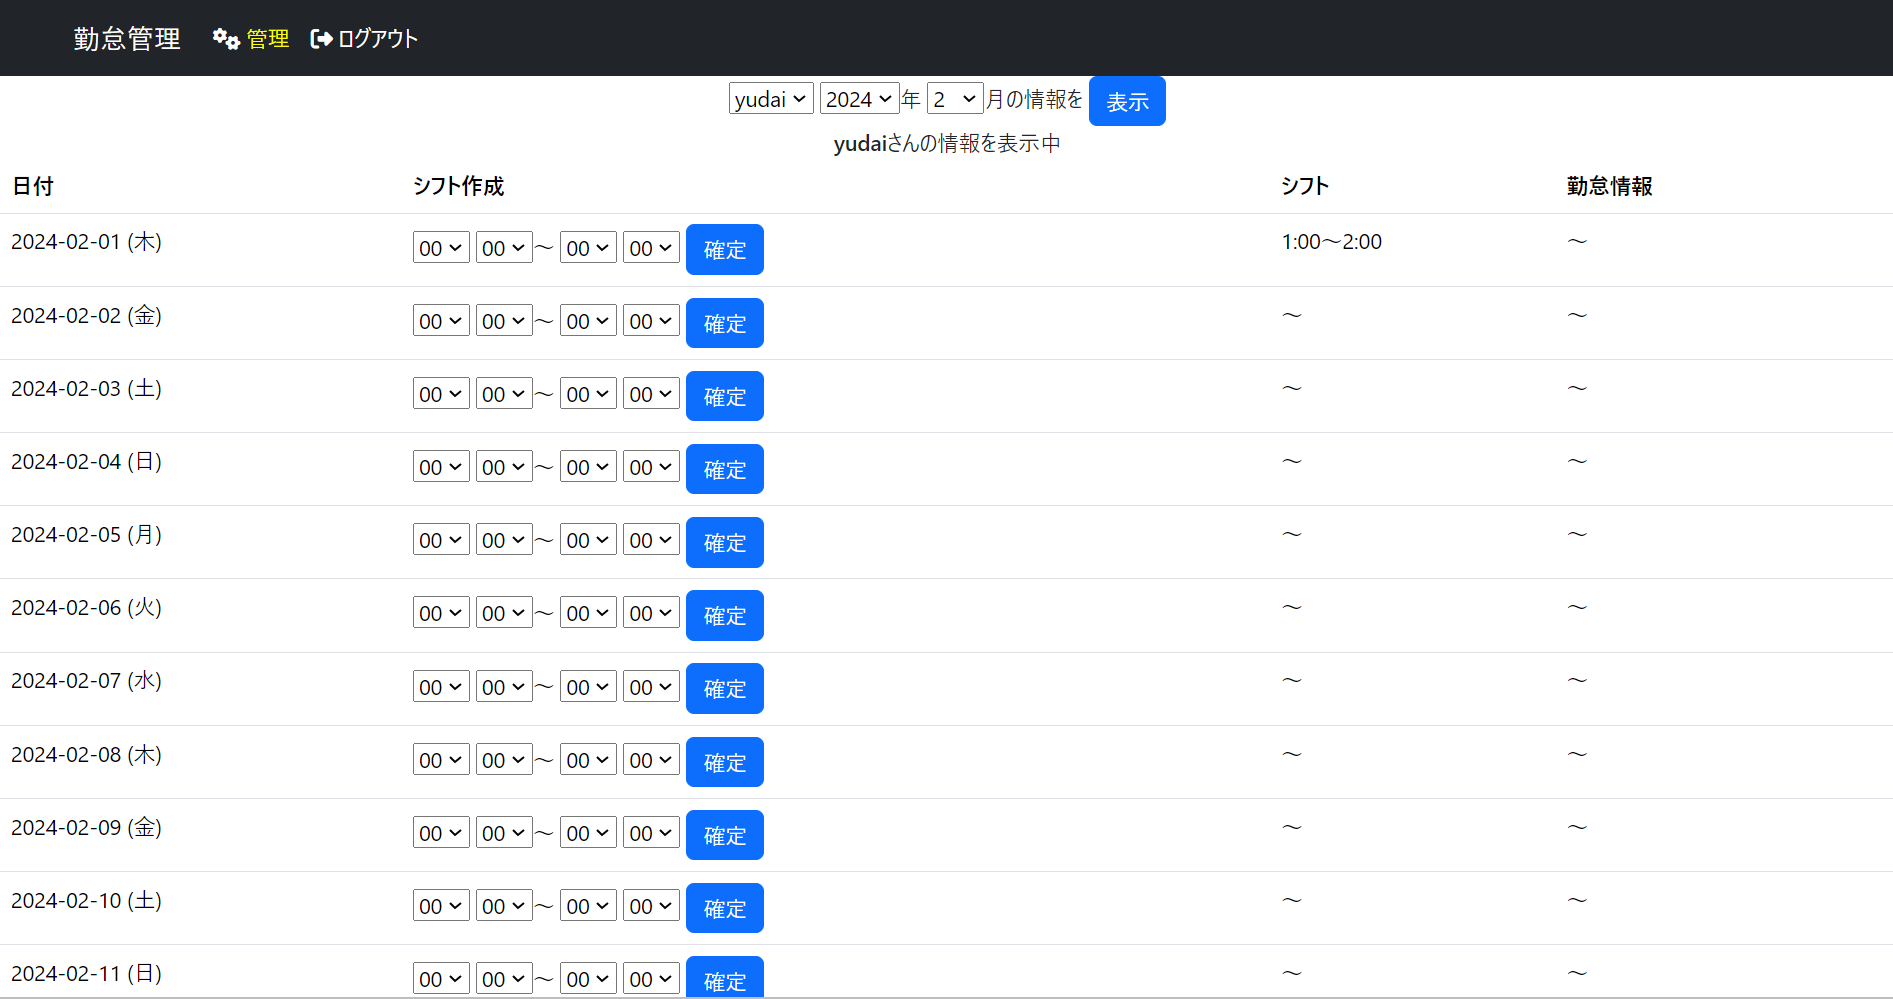 勤怠管理 管理 ログアウト
yudai 2024 年 2 月の情報を 表示
yudaiさんの情報を表示中
日付 シフト作成 シフト 勤怠情報
2024-02-01 (木) 00 00 ～ 00 00 確定 1:00～2:00 ～
2024-02-02 (金) 00 00 ～ 00 00 確定 ～ ～
2024-02-03 (土) 00 00 ～ 00 00 確定 ～ ～
2024-02-04 (日) 00 00 ～ 00 00 確定 ～ ～
2024-02-05 (月) 00 00 ～ 00 00 確定 ～ ～
2024-02-06 (火) 00 00 ～ 00 00 確定 ～ ～
2024-02-07 (水) 00 00 ～ 00 00 確定 ～ ～
2024-02-08 (木) 00 00 ～ 00 00 確定 ～ ～
2024-02-09 (金) 00 00 ～ 00 00 確定 ～ ～
2024-02-10 (土) 00 00 ～ 00 00 確定 ～ ～
2024-02-11 (日) 00 00 ～ 00 00 確定 ～ ～